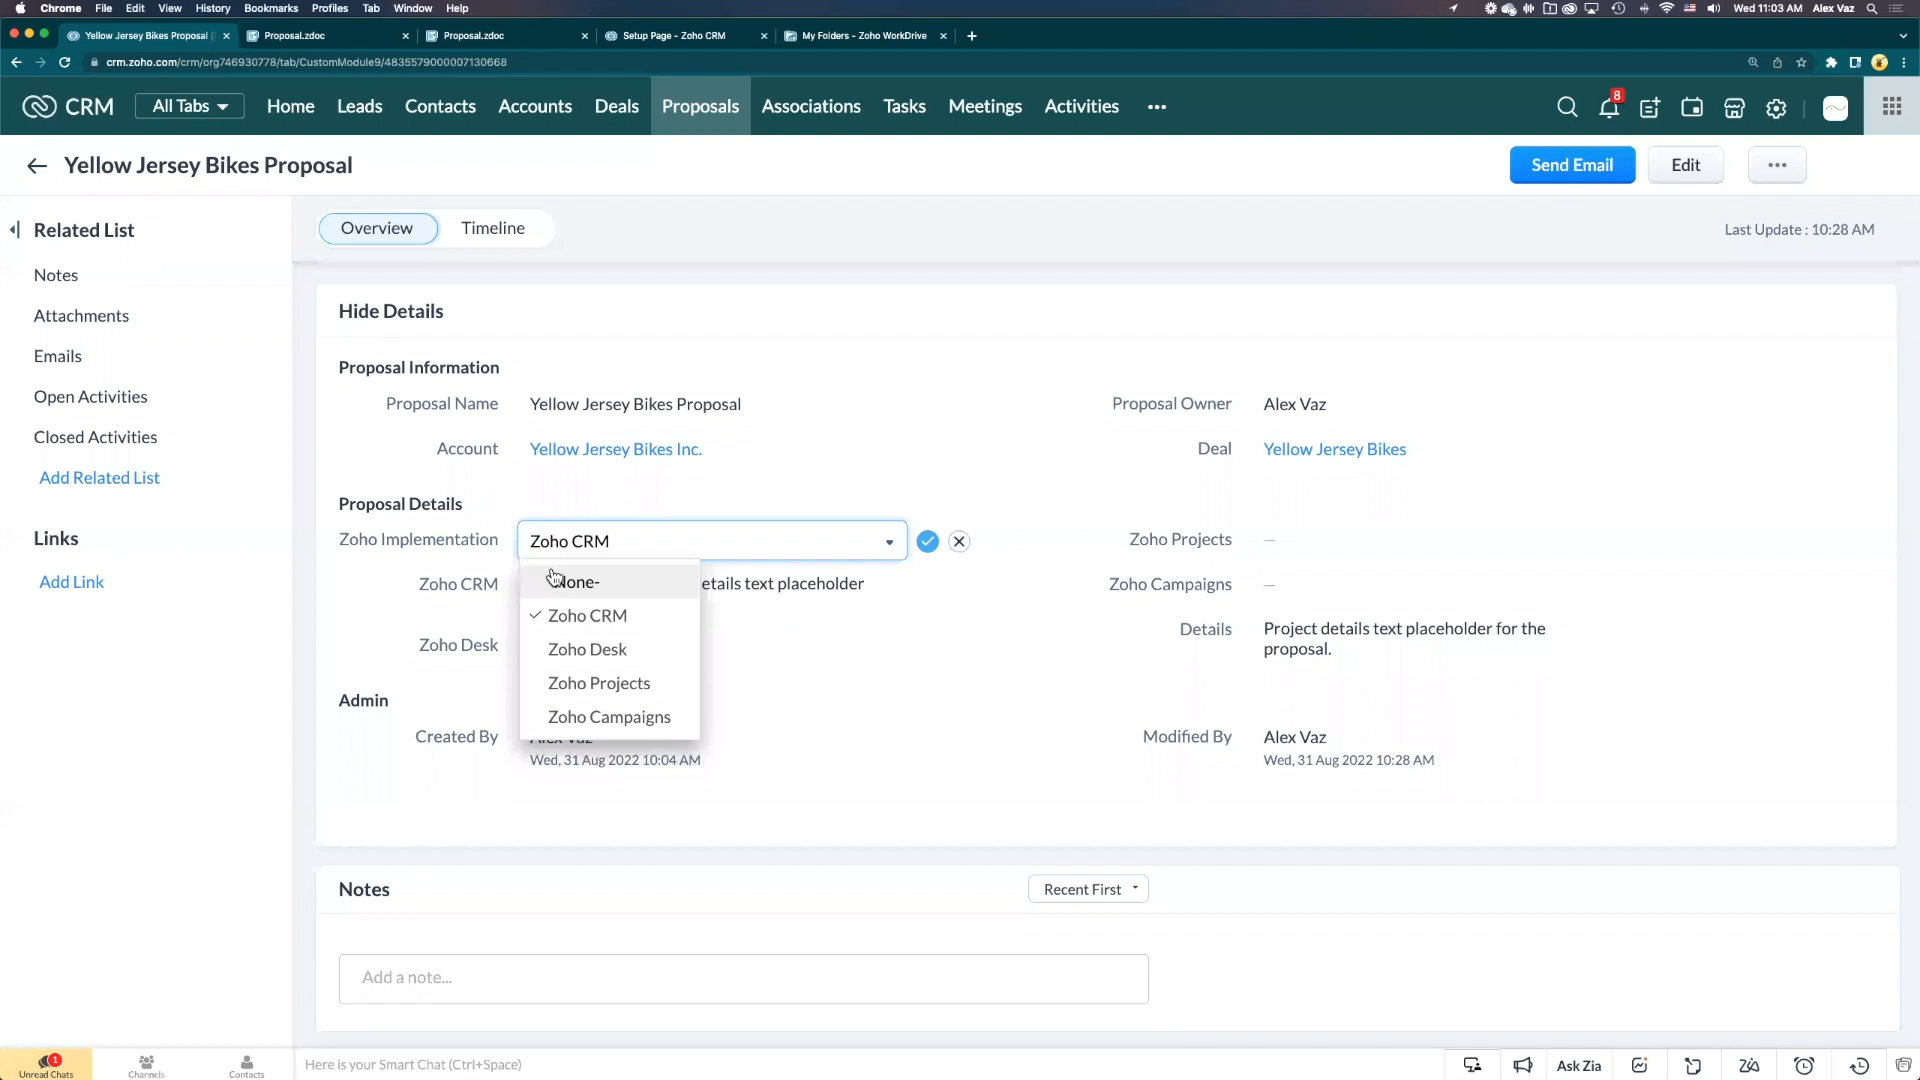 Chrome File Edit View History Bookmarks Profiles Tab Window Help Wed 11:03 AM Alex Vaz
Yellow Jersey Bikes Proposal ( Proposal.zdoc Proposal.zdoc Setup Page - Zoho CRM My Folders - Zoho WorkDrive
crm.zoho.com/crm/org746930778/tab/CustomModule9/4835579000007130668
CRM All Tabs Home Leads Contacts Accounts Deals Proposals Associations Tasks Meetings Activities ... 8
Yellow Jersey Bikes Proposal Send Email Edit ...
Related List Overview Timeline Last Update : 10:28 AM
Notes
Attachments
Emails
Open Activities
Closed Activities
Add Related List
Links
Add Link
Hide Details
Proposal Information
Proposal Name Yellow Jersey Bikes Proposal Proposal Owner Alex Vaz
Account Yellow Jersey Bikes Inc. Deal Yellow Jersey Bikes
Proposal Details
Zoho Implementation Zoho CRM Zoho Projects —
Zoho CRM etails text placeholder Zoho Campaigns —
Zoho Desk Details Project details text placeholder for the
proposal.
Zoho CRM
Zoho Desk
Zoho Projects
Zoho Campaigns
Admin
Created By Alex Vaz Modified By Alex Vaz
Wed, 31 Aug 2022 10:04 AM Wed, 31 Aug 2022 10:28 AM
Notes Recent First
Add a note...
1
Unread Chats Channels Contacts Here is your Smart Chat (Ctrl+Space) Ask Zia